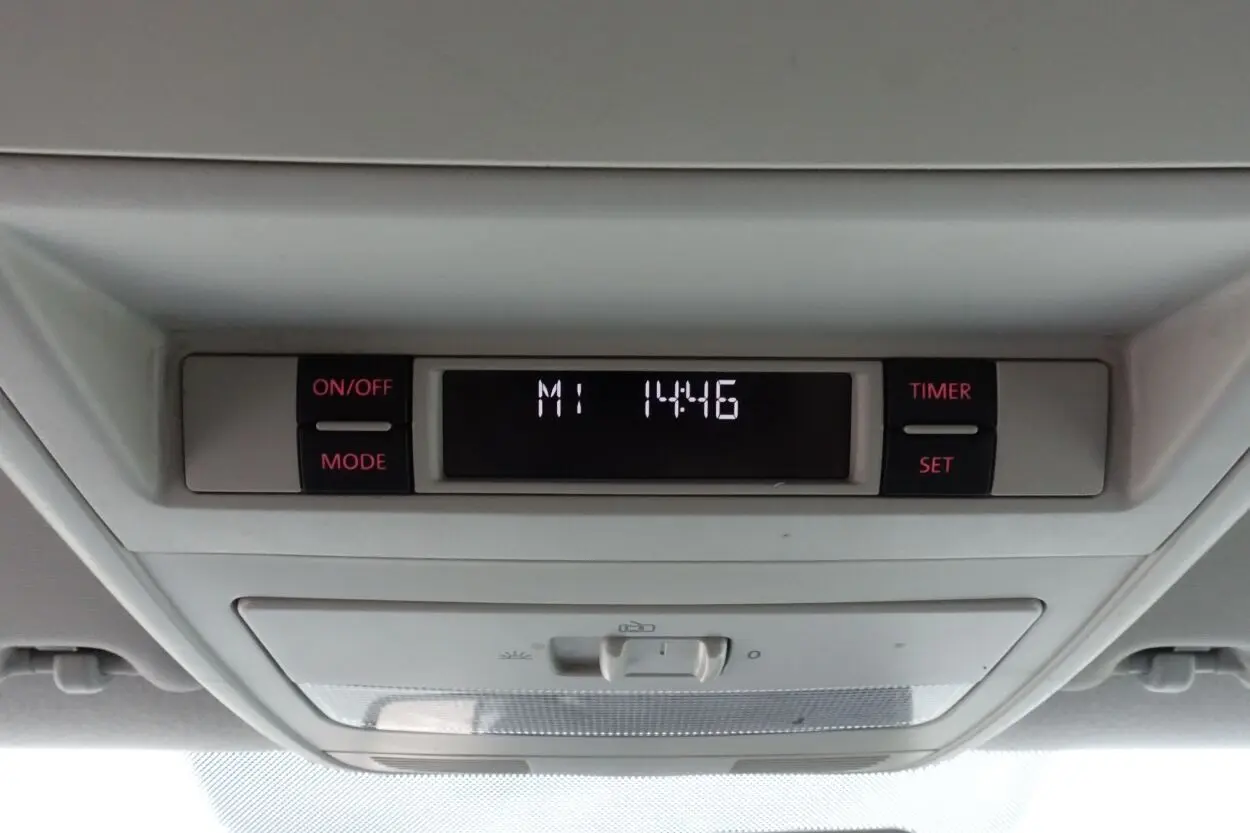 ON/OFF
MODE
MI 14:46
TIMER
SET
O